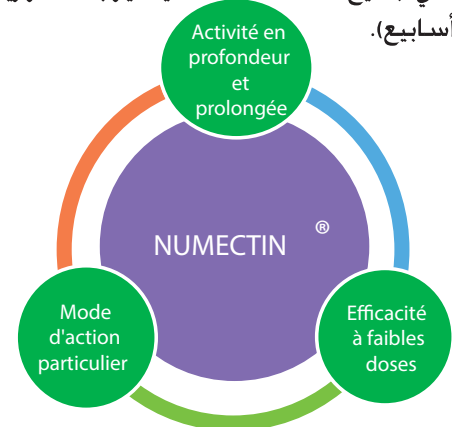 أسابيع).
Activité en
profondeur
et
prolongée
NUMECTIN ®
Mode
d'action
particulier
Efficacité
à faibles
doses